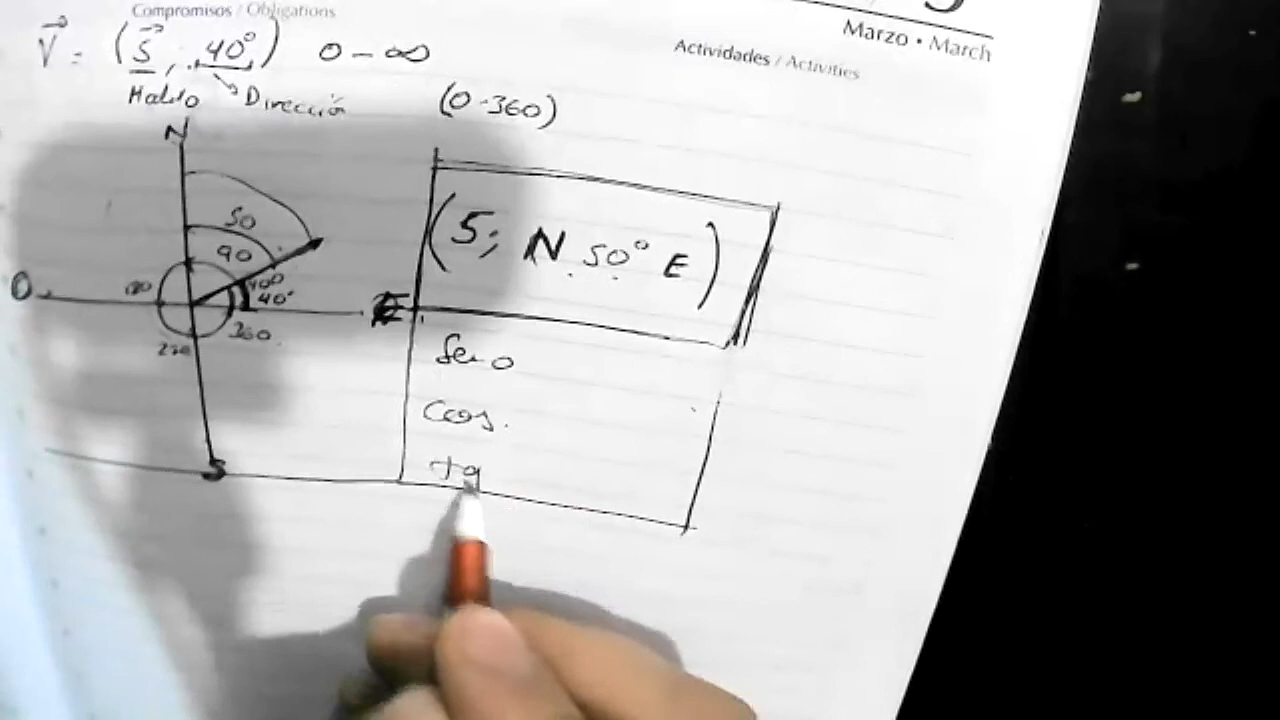 Compromisos / Obligations
Marzo • March
Actividades / Activities
V⃗ = (5⃗, 40°) 0 - ∞
Dirección
(0-360)
N
50
90
40°
40°
O
E
360
S
(5; N 50° E)
Seno
Cos.
tg